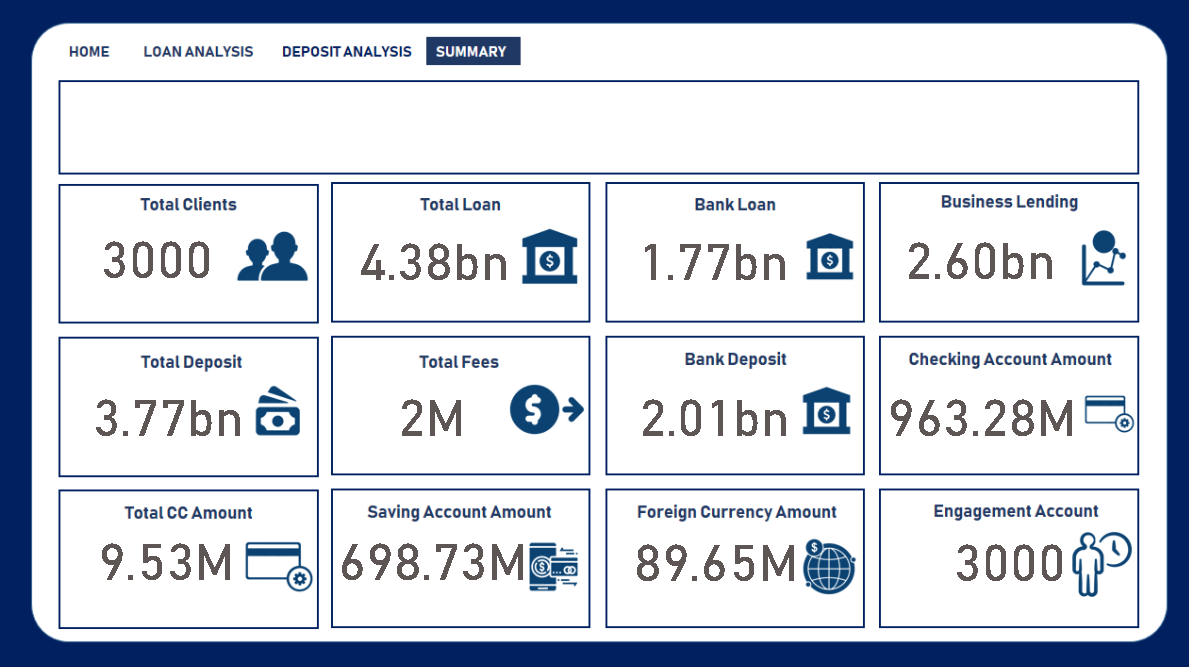 HOME LOAN ANALYSIS DEPOSIT ANALYSIS SUMMARY
Total Clients
3000
Total Loan
4.38bn
$
Bank Loan
1.77bn
$
Business Lending
2.60bn
Total Deposit
3.77bn
Total Fees
2M
$
Bank Deposit
2.01bn
$
Checking Account Amount
963.28M
Total CC Amount
9.53M
Saving Account Amount
698.73M
$
Foreign Currency Amount
89.65M
$
Engagement Account
3000